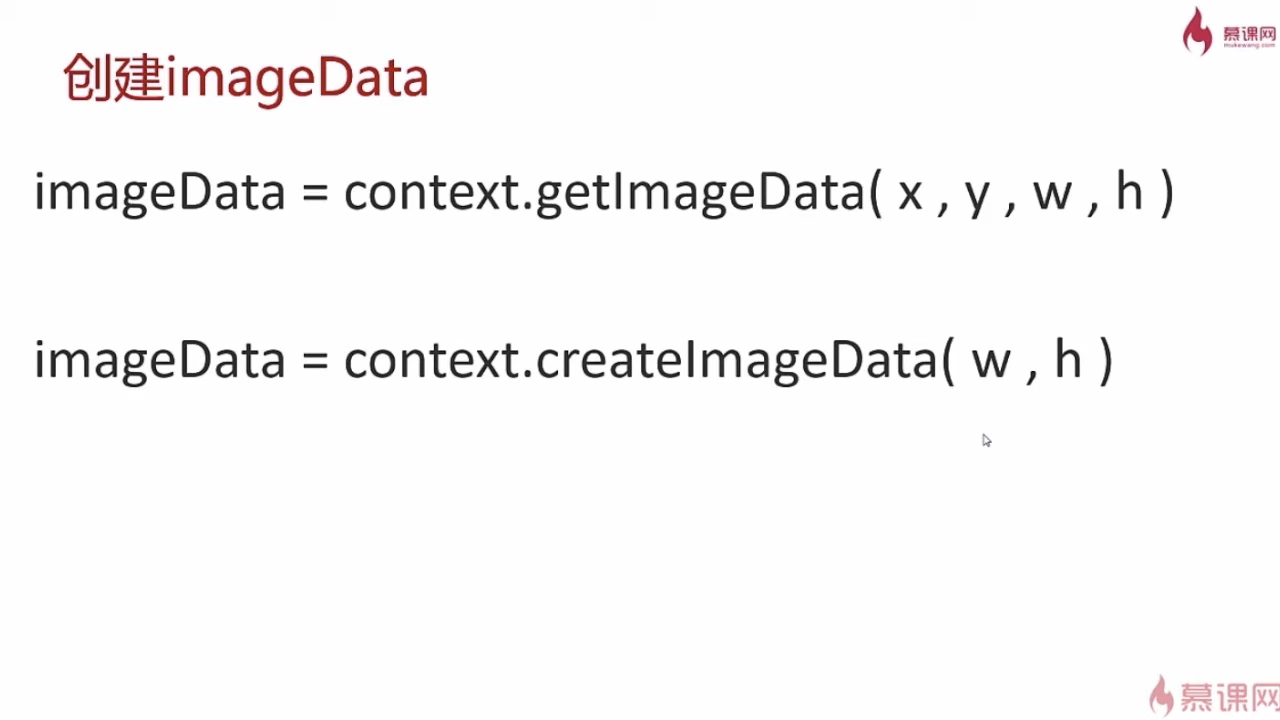 慕课网
mukewang.com
创建imageData
imageData = context.getImageData( x , y , w , h )
imageData = context.createImageData( w , h )
慕课网